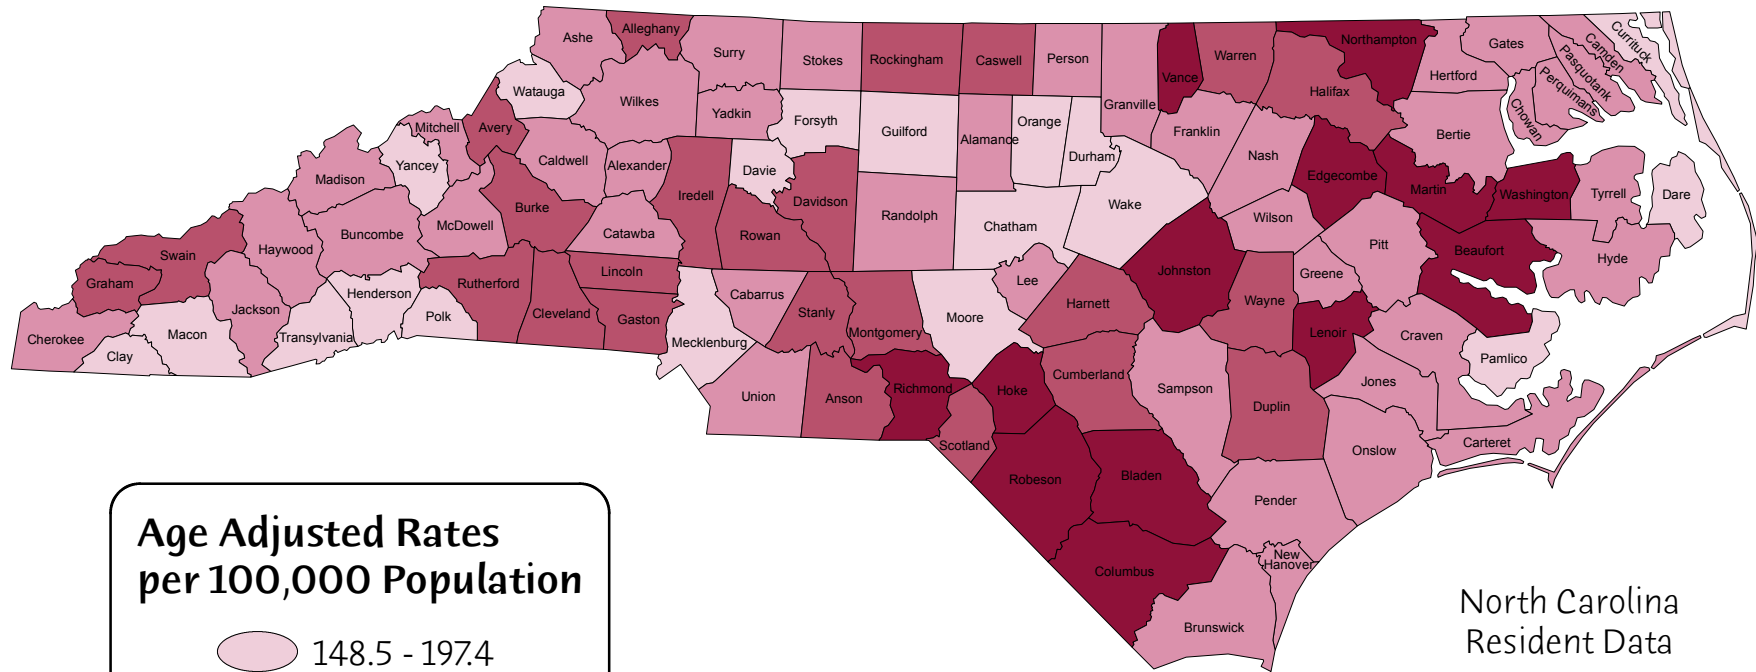 Ashe
Alleghany
Surry
Stokes
Rockingham
Caswell
Person
Granville
Vance
Warren
Northampton
Halifax
Hertford
Gates
Currituck
Camden
Pasquotank
Perquimans
Chowan
Bertie
Watauga
Wilkes
Yadkin
Forsyth
Guilford
Alamance
Orange
Durham
Franklin
Nash
Edgecombe
Martin
Washington
Tyrrell
Dare
Mitchell
Avery
Yancey
Caldwell
Alexander
Davie
Iredell
Davidson
Randolph
Chatham
Wake
Wilson
Pitt
Beaufort
Hyde
Madison
Buncombe
McDowell
Burke
Catawba
Rowan
Johnston
Greene
Wayne
Lenoir
Craven
Pamlico
Haywood
Swain
Graham
Cherokee
Clay
Macon
Jackson
Transylvania
Henderson
Polk
Rutherford
Cleveland
Lincoln
Gaston
Mecklenburg
Cabarrus
Stanly
Montgomery
Moore
Lee
Harnett
Union
Anson
Richmond
Scotland
Hoke
Cumberland
Sampson
Duplin
Jones
Onslow
Carteret
Robeson
Bladen
Pender
Columbus
New
Hanover
Brunswick
Age Adjusted Rates
per 100,000 Population
148.5 - 197.4
North Carolina
Resident Data